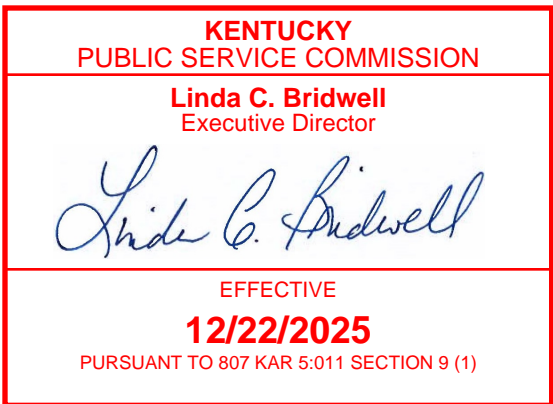 KENTUCKY
PUBLIC SERVICE COMMISSION
Linda C. Bridwell
Executive Director
Linda C. Bridwell
EFFECTIVE
12/22/2025
PURSUANT TO 807 KAR 5:011 SECTION 9 (1)